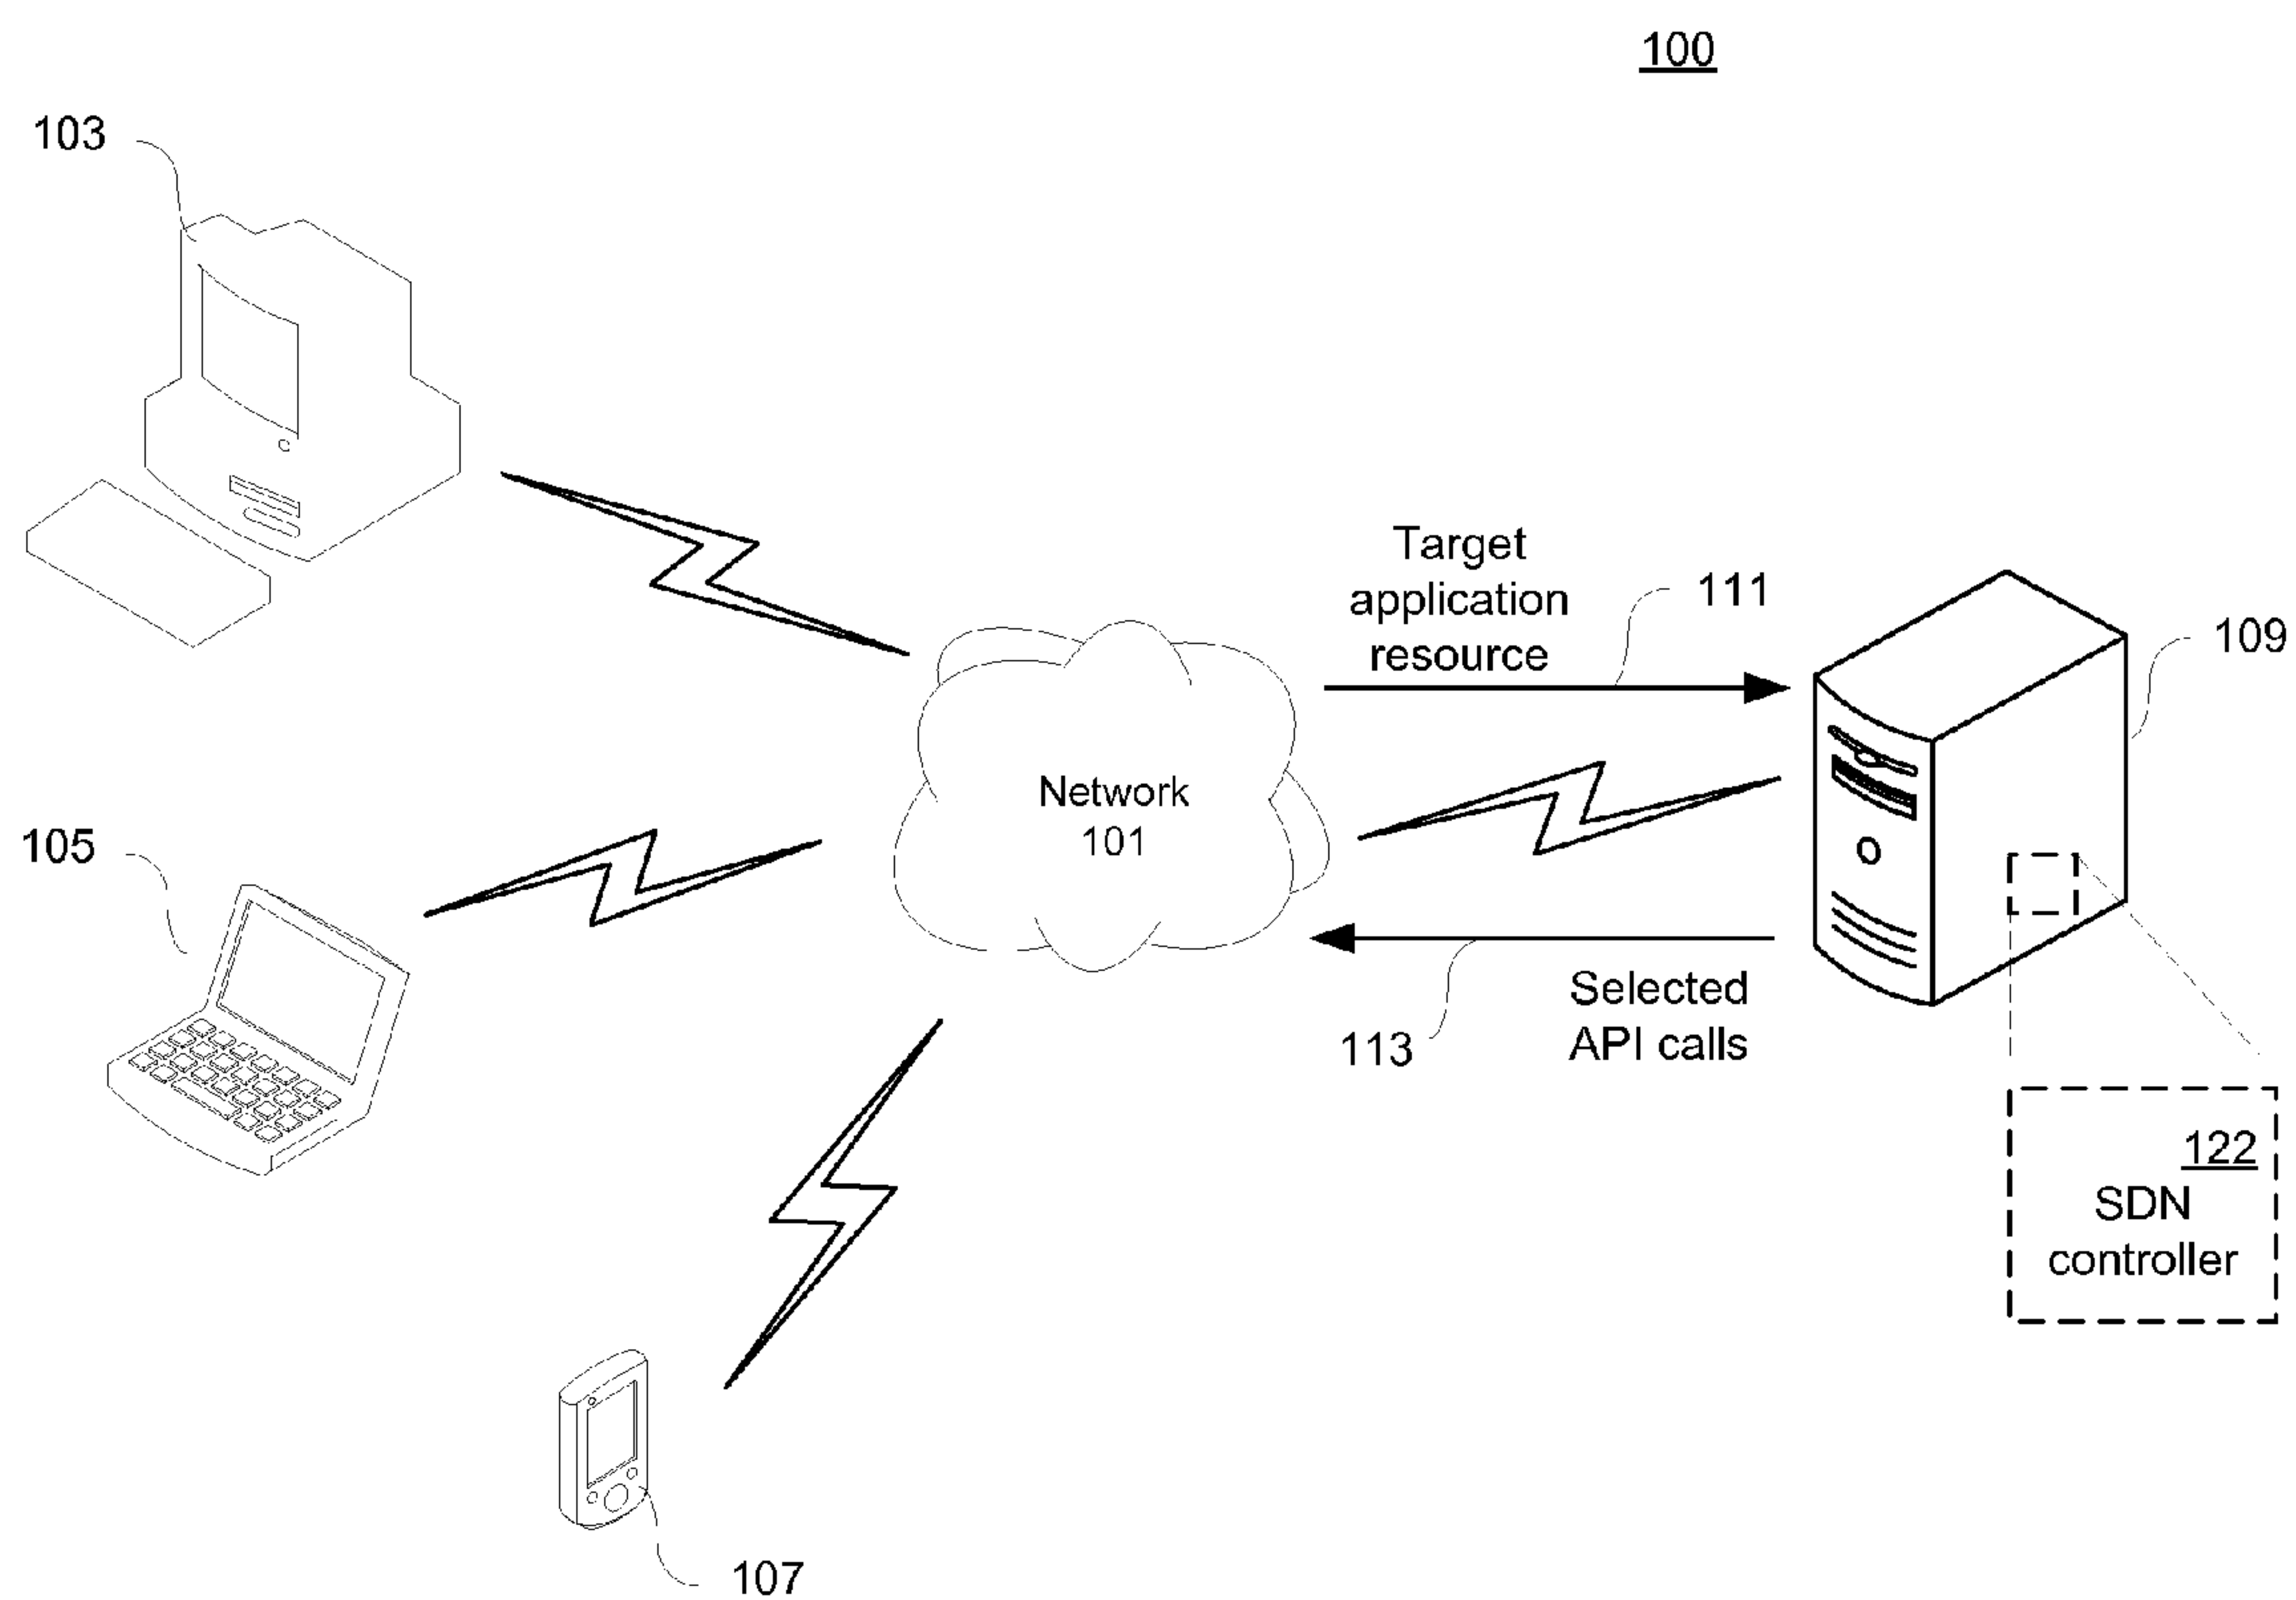 100
103
Target
application
resource
111
109
Network
101
105
Selected
API calls
113
122
SDN
controller
107